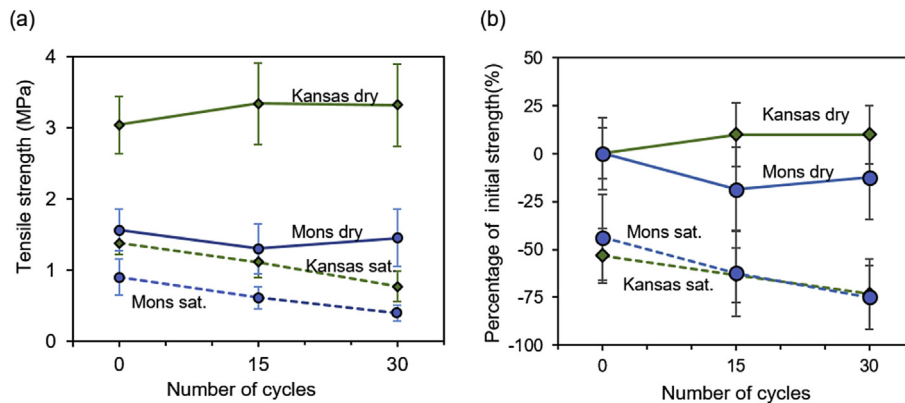 (a)
Tensile strength (MPa)
4
3
2
1
0
Kansas dry
Mons dry
Kansas sat.
Mons sat.
0 15 30
Number of cycles
(b)
Percentage of initial strength(%)
50
25
0
-25
-50
-75
-100
Kansas dry
Mons dry
Mons sat.
Kansas sat.
0 15 30
Number of cycles